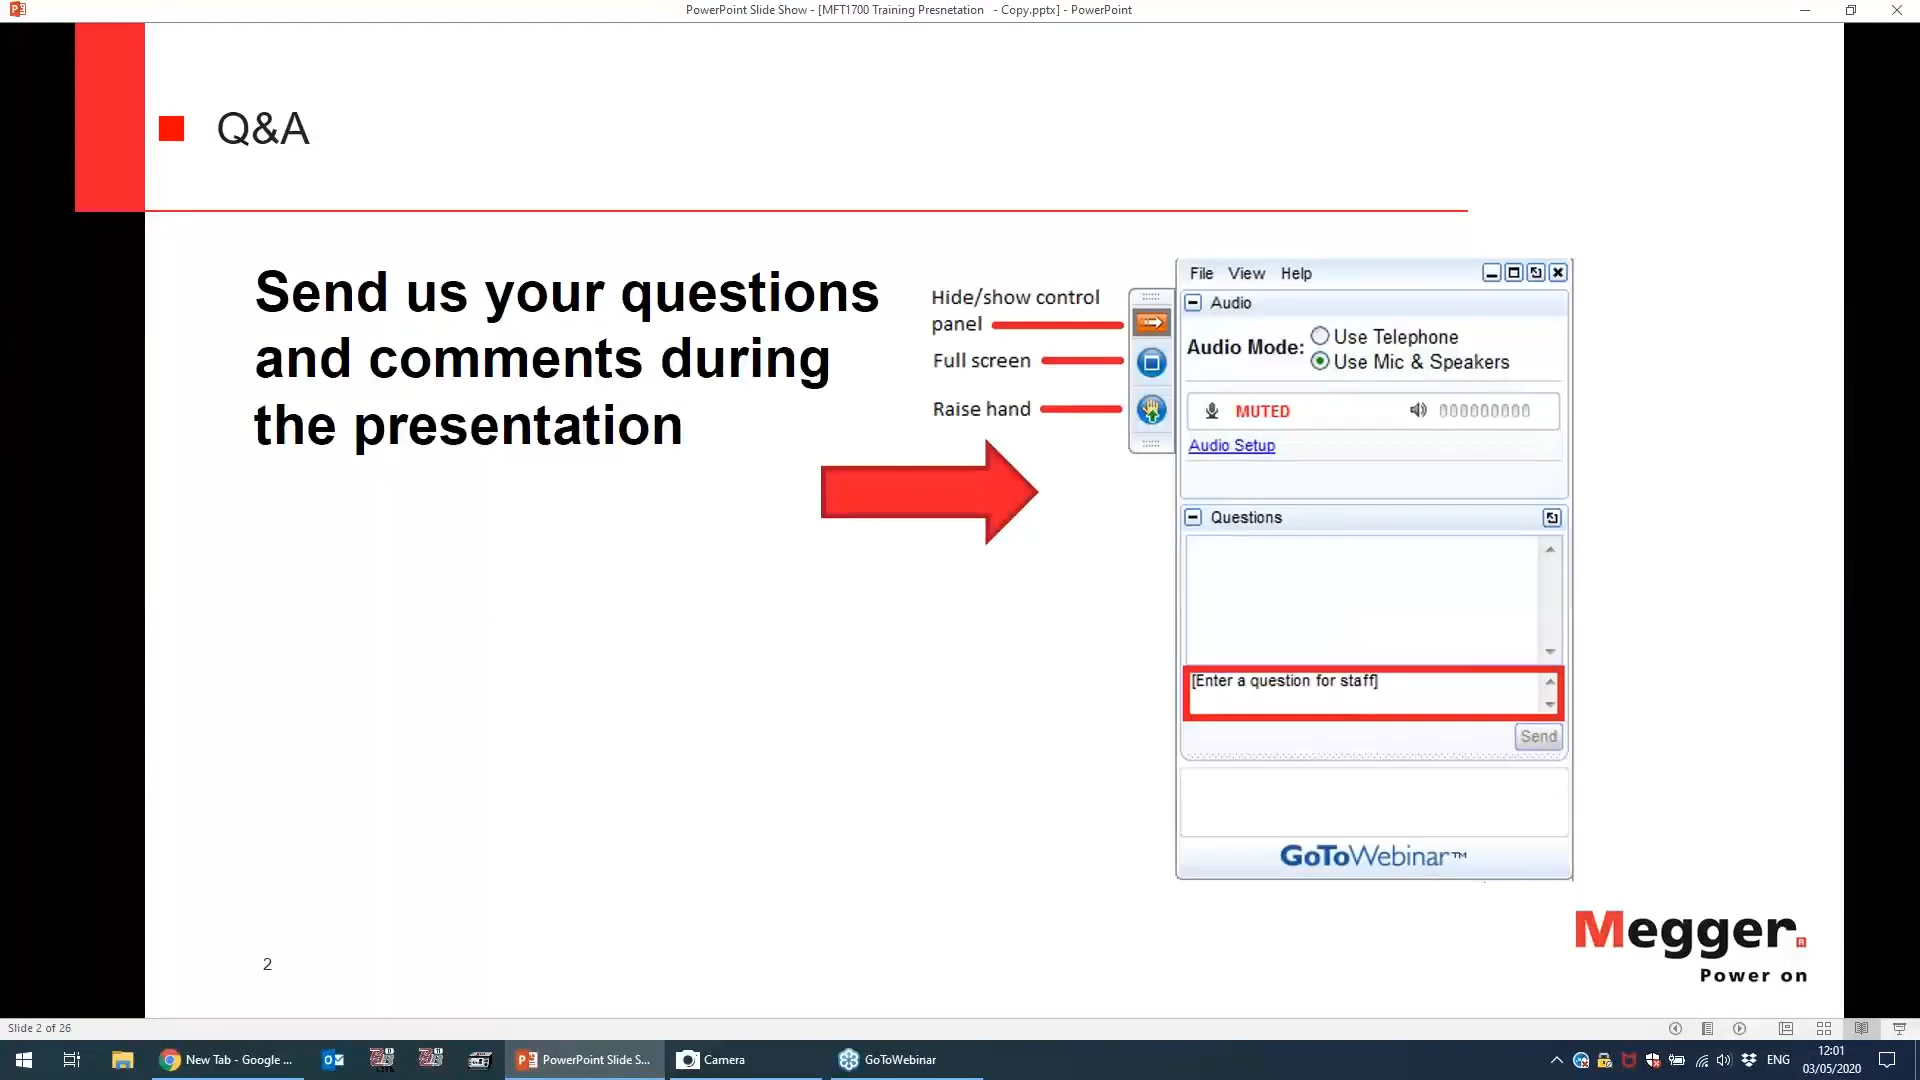 PowerPoint Slide Show - [MFT1700 Training Presnetation - Copy.pptx] - PowerPoint
Q&A
Send us your questions
and comments during
the presentation
Hide/show control
panel
Full screen
Raise hand
File View Help
Audio
Audio Mode:
Use Telephone
Use Mic & Speakers
MUTED
000000000
Audio Setup
Questions
[Enter a question for staff]
Send
GoToWebinar™
Megger.
Power on
2
Slide 2 of 26
New Tab - Google ...
PowerPoint Slide S...
Camera
GoToWebinar
ENG
12:01
03/05/2020